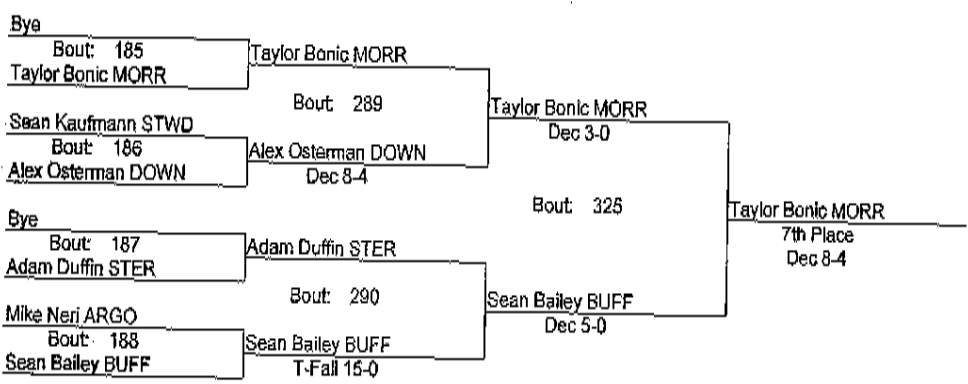 Bye
Bout: 185
Taylor Bonic MORR
Taylor Bonic MORR
Bout: 289
Sean Kaufmann STWD
Bout: 186
Alex Osterman DOWN
Alex Osterman DOWN
Dec 8-4
Taylor Bonic MORR
Dec 3-0
Bout: 325
Bye
Bout: 187
Adam Duffin STER
Adam Duffin STER
Bout: 290
Mike Neri ARGO
Bout: 188
Sean Bailey BUFF
Sean Bailey BUFF
T-Fall 15-0
Sean Bailey BUFF
Dec 5-0
Taylor Bonic MORR
7th Place
Dec 8-4